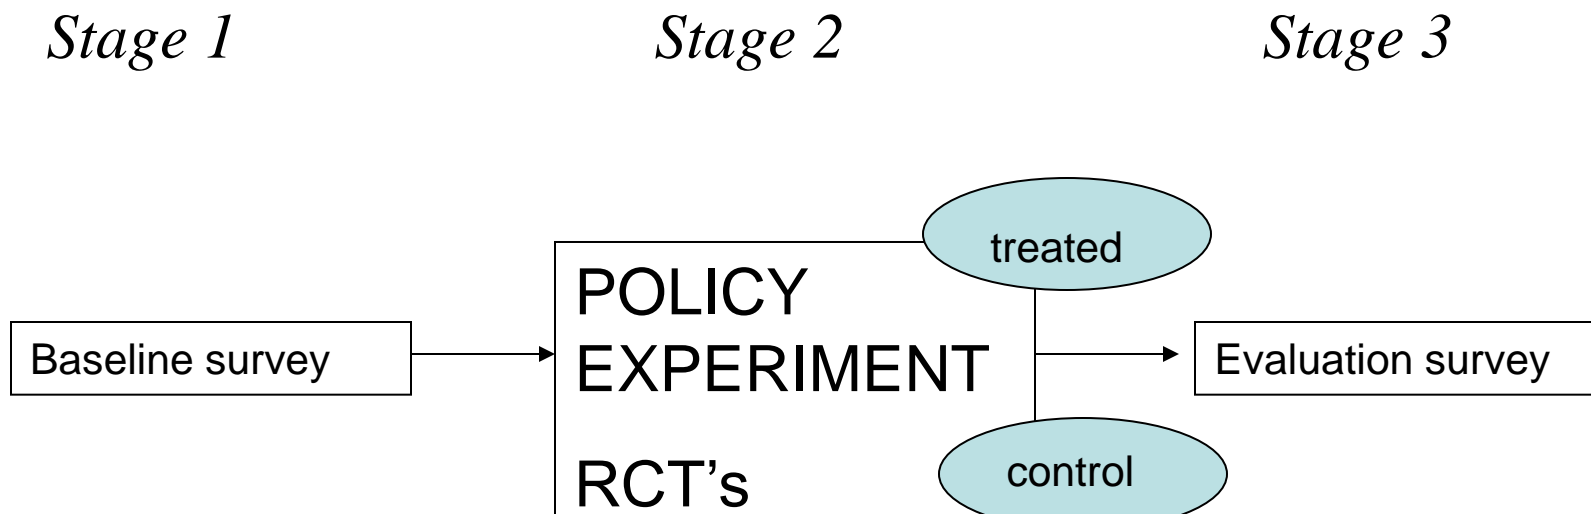 Stage 1 Stage 2 Stage 3
treated
POLICY
EXPERIMENT
Baseline survey
Evaluation survey
RCT’s
control